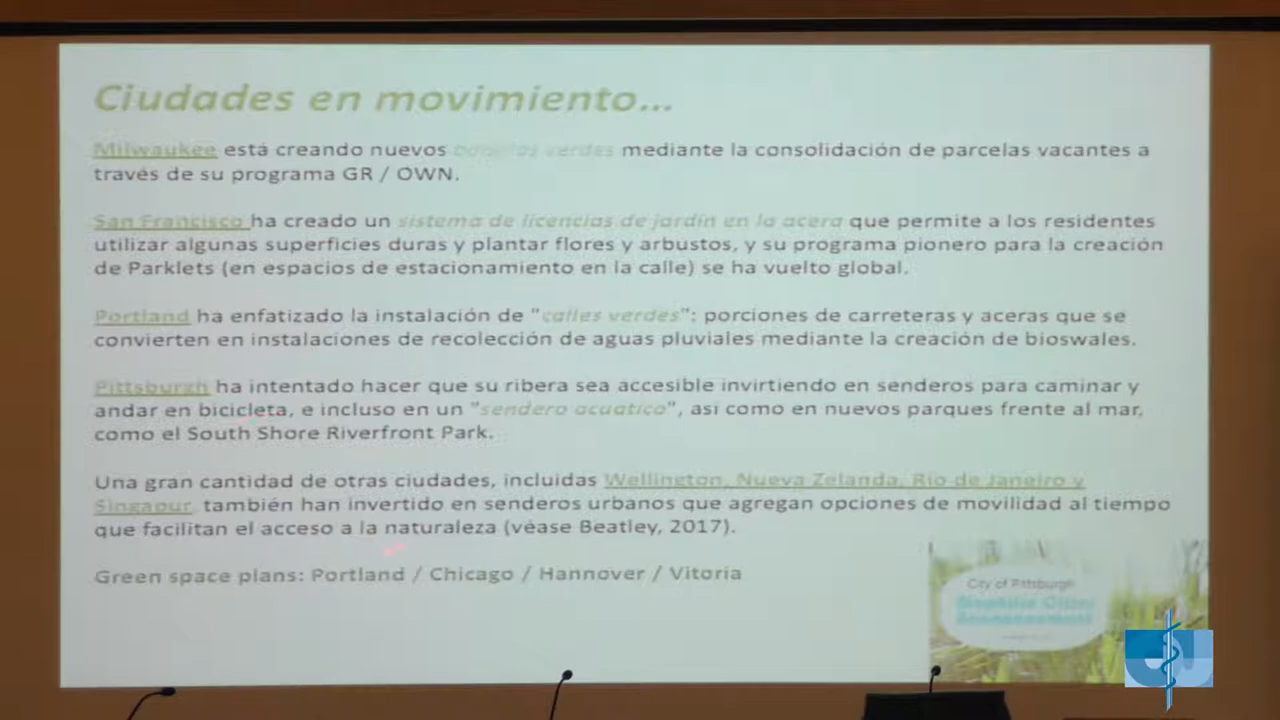 Ciudades en movimiento...
Milwaukee está creando nuevos verdes mediante la consolidación de parcelas vacantes a
través de su programa GR / OWN.
San Francisco ha creado un sistema de licencias de jardín en la acera que permite a los residentes
utilizar algunas superficies duras y plantar flores y arbustos, y su programa pionero para la creación
de Parklets (en espacios de estacionamiento en la calle) se ha vuelto global.
Portland ha enfatizado la instalación de "calles verdes": porciones de carreteras y aceras que se
convierten en instalaciones de recolección de aguas pluviales mediante la creación de bioswales.
Pittsburgh ha intentado hacer que su ribera sea accesible invirtiendo en senderos para caminar y
andar en bicicleta, e incluso en un "sendero acuático", así como en nuevos parques frente al mar,
como el South Shore Riverfront Park.
Una gran cantidad de otras ciudades, incluidas Wellington, Nueva Zelanda, Río de Janeiro y
Singapur, también han invertido en senderos urbanos que agregan opciones de movilidad al tiempo
que facilitan el acceso a la naturaleza (véase Beatley, 2017).
Green space plans: Portland / Chicago / Hannover / Vitoria
City of Pittsburgh